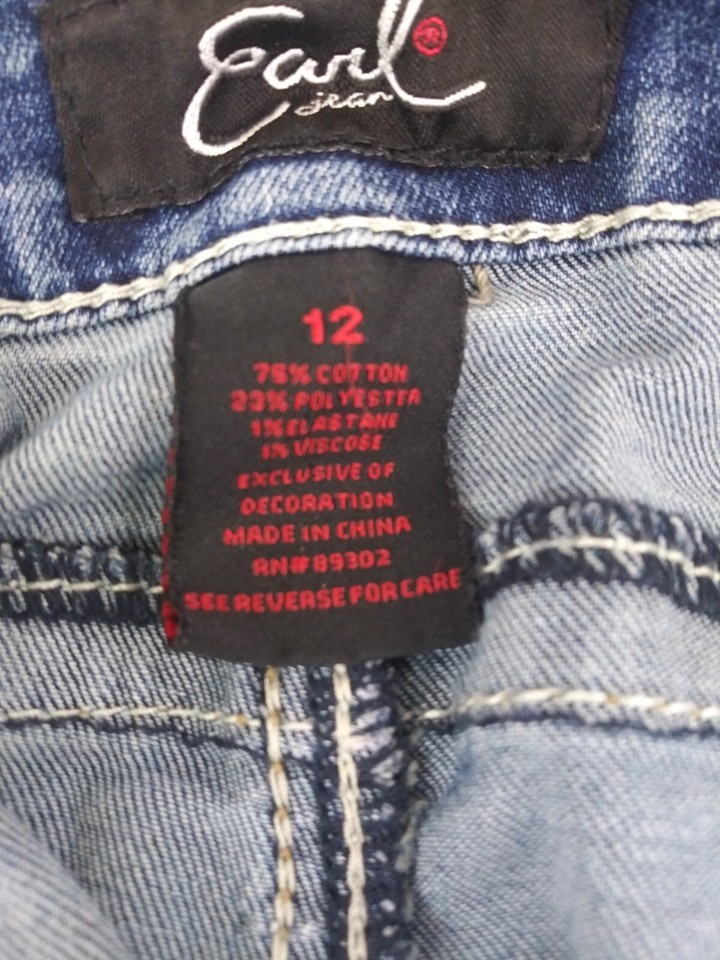 Earl®
jean
12
75% COTTON
23% POLYESTER
1% ELASTANE
1% VISCOSE
EXCLUSIVE OF
DECORATION
MADE IN CHINA
RN# 89302
SEE REVERSE FOR CARE